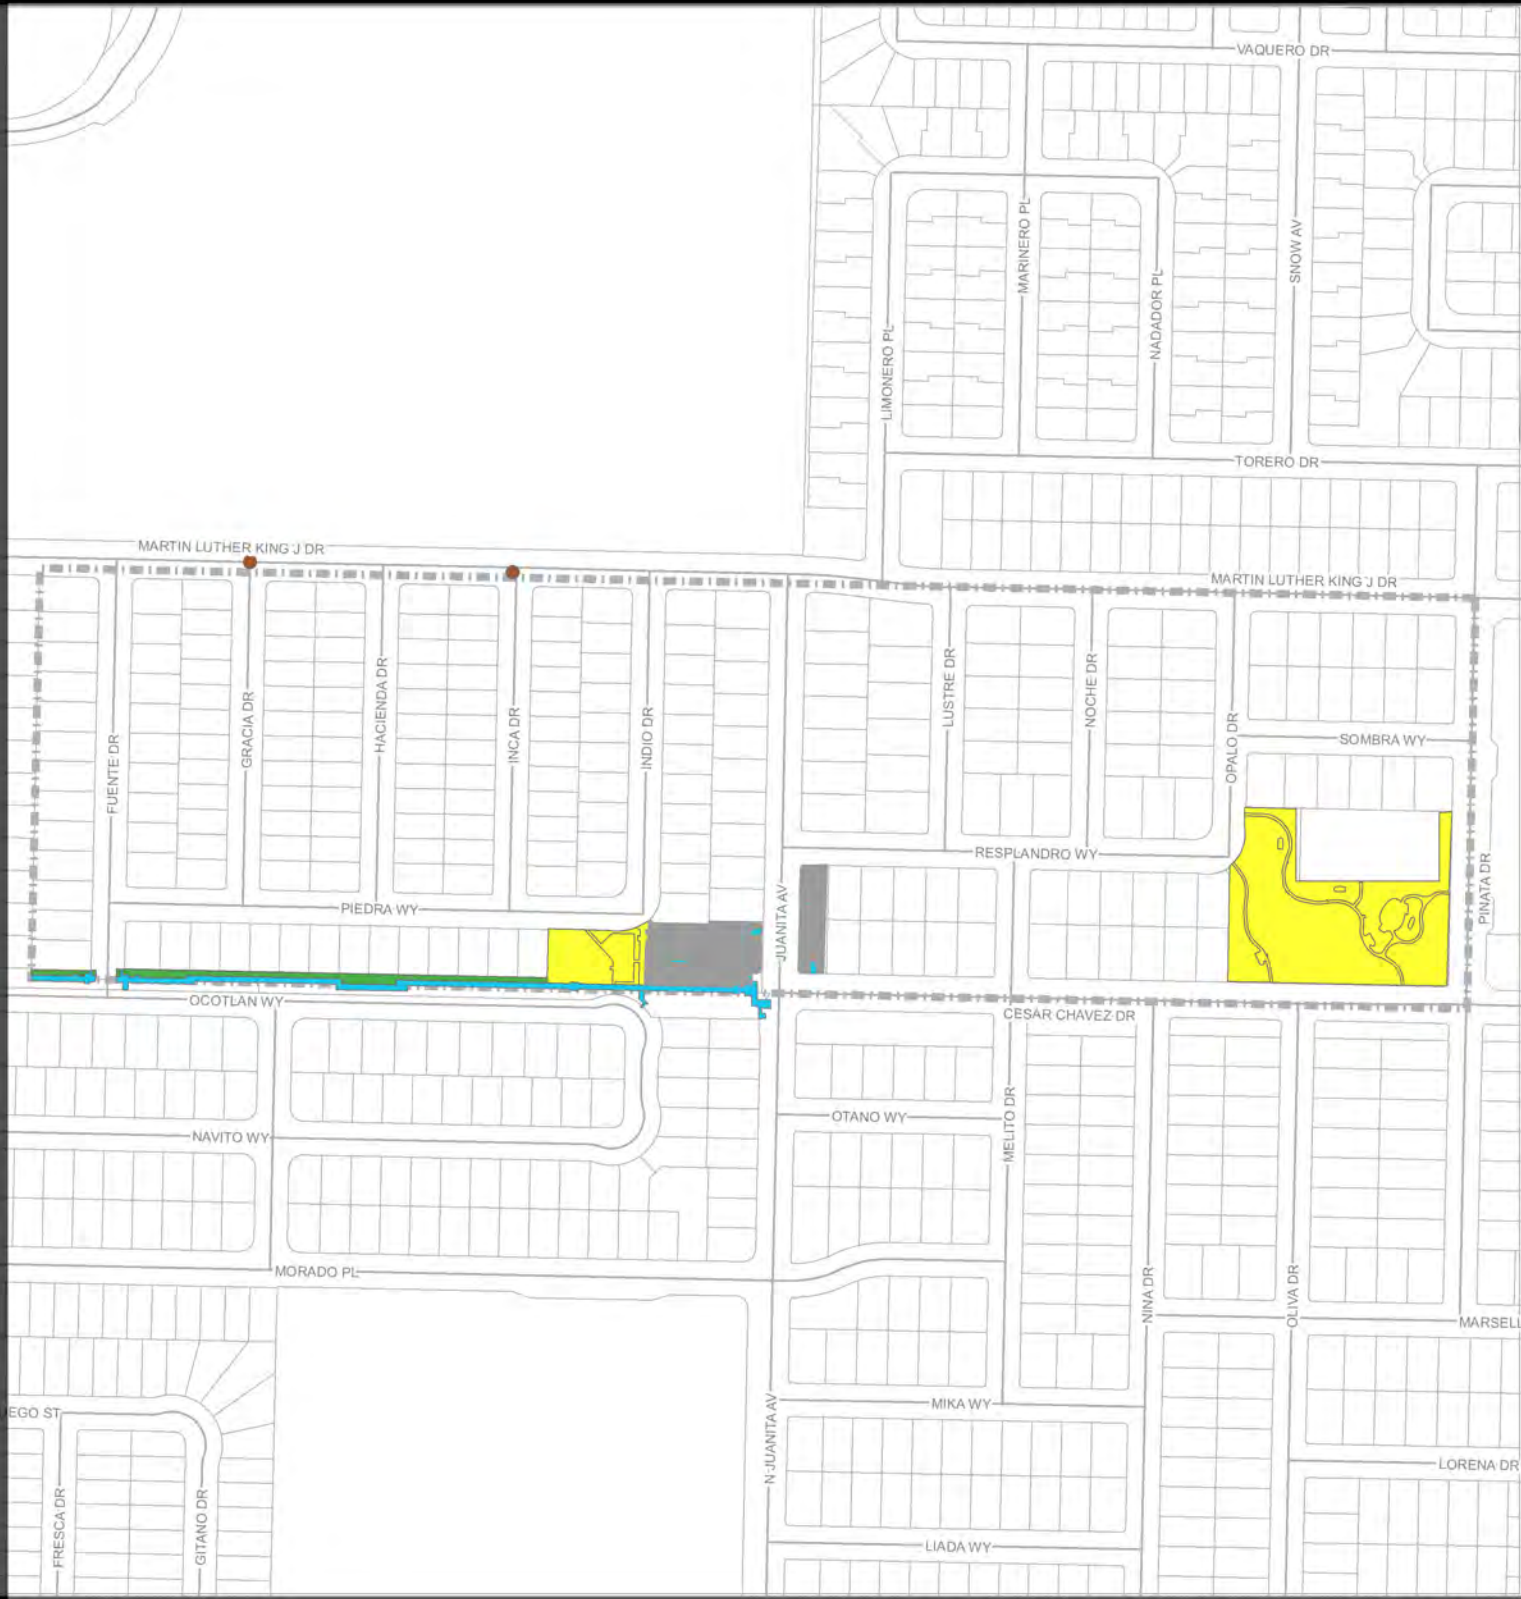 VAQUERO DR
MARINERO PL
SNOW AV
NADADOR PL
LIMONERO PL
TORERO DR
MARTIN LUTHER KING J DR
MARTIN LUTHER KING J DR
FUENTE DR
GRACIA DR
HACIENDA DR
INCA DR
INDIO DR
LUSTRE DR
NOCHE DR
OPALO DR
SOMBRA WY
RESPLANDRO WY
PINATA DR
JUANITA AV
PIEDRA WY
OCOTLAN WY
CESAR CHAVEZ DR
OTANO WY
MELITO DR
NAVITO WY
MORADO PL
NINA DR
OLIVA DR
MARSELL
MIKA WY
EGO ST
N JUANITA AV
LORENA DR
FRESCA DR
GITANO DR
LIADA WY